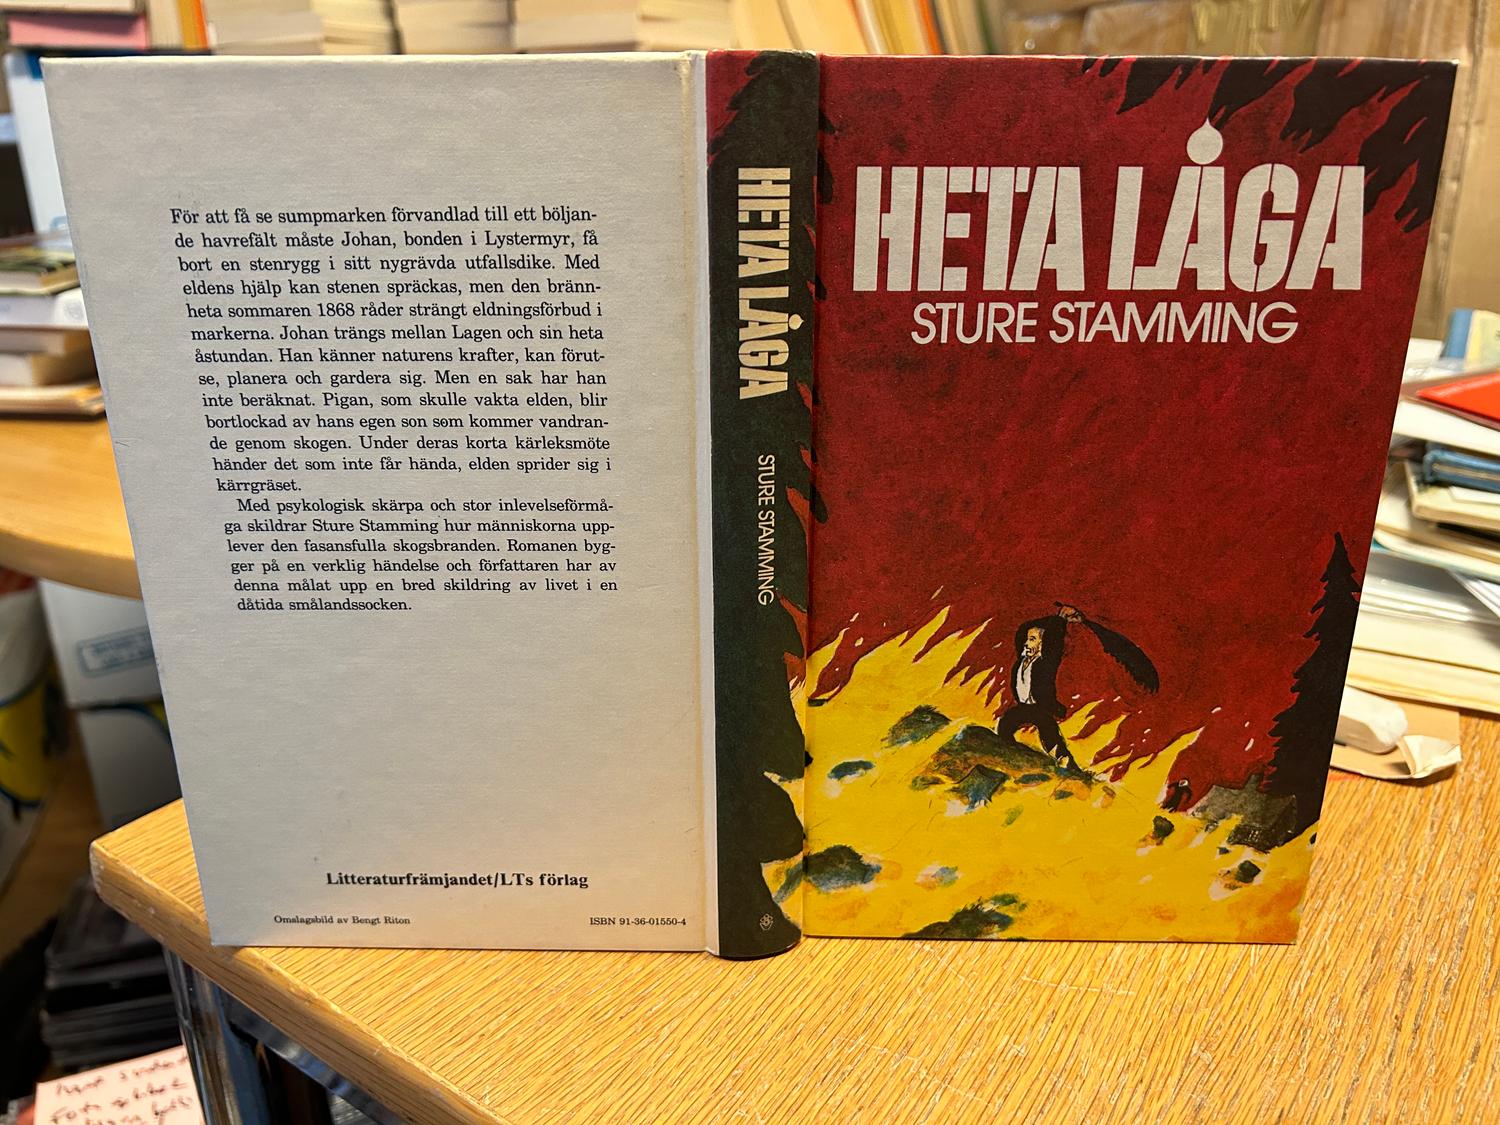 För att få se sumpmarken förvandlad till ett böljan-
de havrefält måste Johan, bonden i Lystermyr, få
bort en stenrygg i sitt nygrävda utfallsdike. Med
eldens hjälp kan stenen spräckas, men den bränn-
heta sommaren 1868 råder strängt eldningsförbud i
markerna. Johan trängs mellan Lagen och sin heta
åstundan. Han känner naturens krafter, kan förut-
se, planera och gardera sig. Men en sak har han
inte beräknat. Pigan, som skulle vakta elden, blir
bortlockad av hans egen son som kommer vandran-
de genom skogen. Under deras korta kärleksmöte
händer det som inte får hända, elden sprider sig i
kärrgräset.
Med psykologisk skärpa och stor inlevelseförmå-
ga skildrar Sture Stamming hur människorna upp-
lever den fasansfulla skogsbranden. Romanen byg-
ger på en verklig händelse och författaren har av
denna målat upp en bred skildring av livet i en
dåtida smålandssocken.
Litteraturfrämjandet/LTs förlag
Omslagsbild av Bengt Riton
ISBN 91-36-01550-4
HETA LÅGA
STURE STAMMING
HETA LÅGA
STURE STAMMING